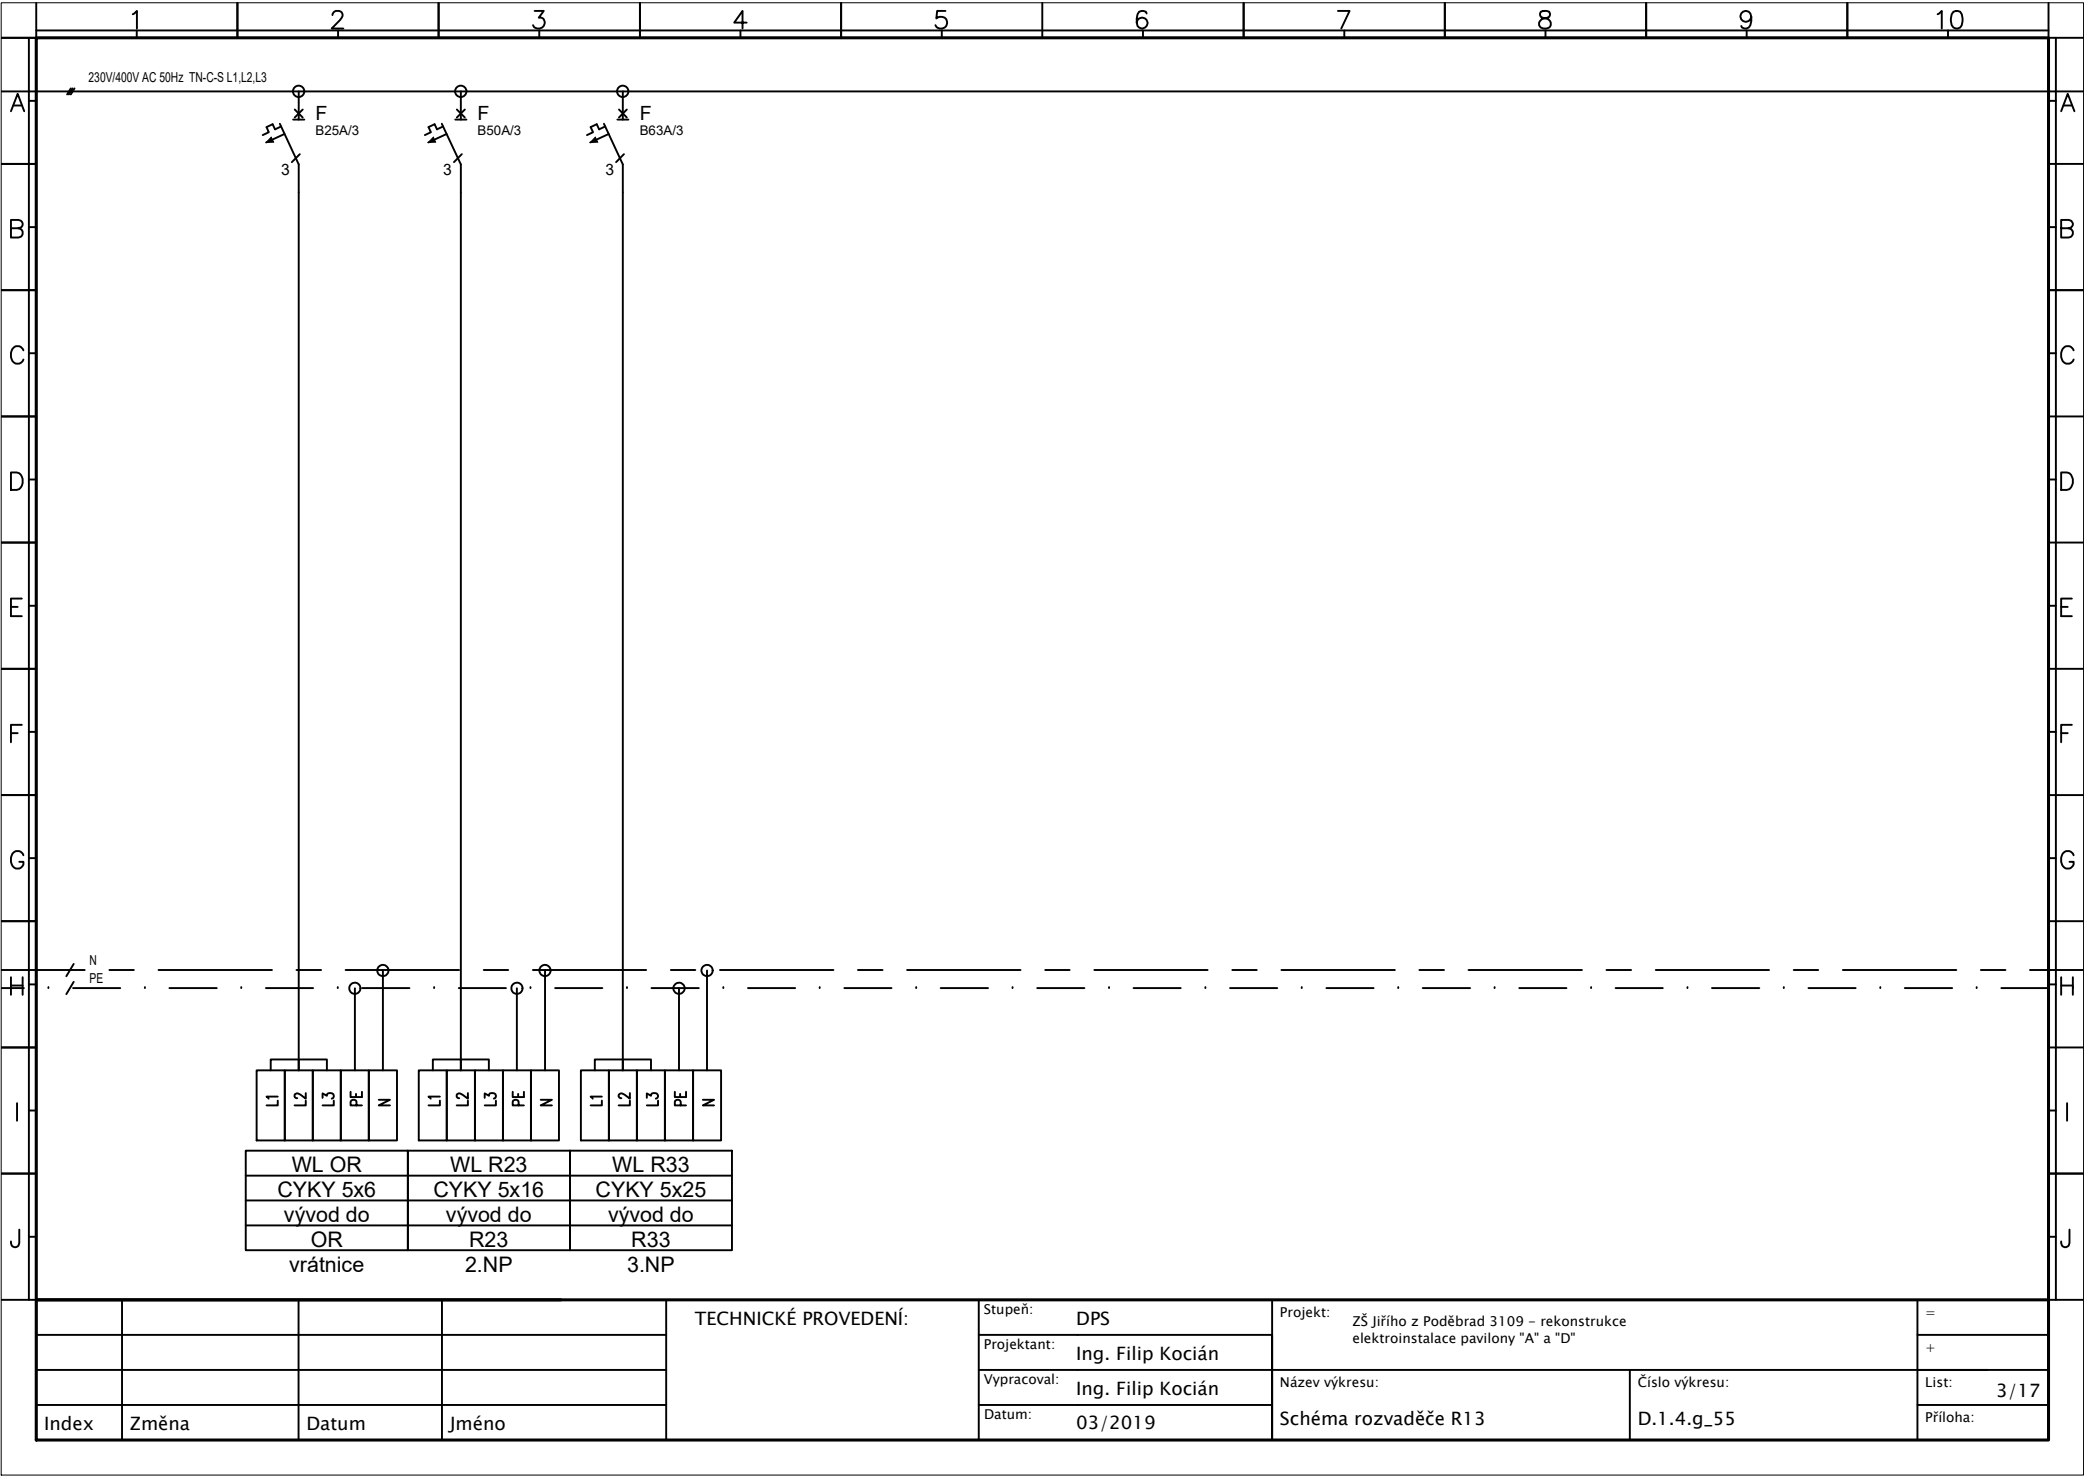 1 2 3 4 5 6 7 8 9 10
230V/400V AC 50Hz TN-C-S L1,L2,L3
A A
F F F
B25A/3 B50A/3 B63A/3
3 3 3
B B
C C
D D
E E
F F
G G
N
PE
H H
L1 L2 L3 PE N L1 L2 L3 PE N L1 L2 L3 PE N
I I
WL OR WL R23 WL R33
CYKY 5x6 CYKY 5x16 CYKY 5x25
vývod do vývod do vývod do
OR R23 R33
J J
vrátnice 2.NP 3.NP
TECHNICKÉ PROVEDENÍ:
Stupeň: DPS
Projektant: Ing. Filip Kocián
Vypracoval: Ing. Filip Kocián
Datum: 03/2019
Projekt: ZŠ Jiřího z Poděbrad 3109 – rekonstrukce
elektroinstalace pavilony "A" a "D"
Název výkresu:
Schéma rozvaděče R13
Číslo výkresu:
D.1.4.g_55
=
+
List: 3/17
Příloha:
Index Změna Datum Jméno